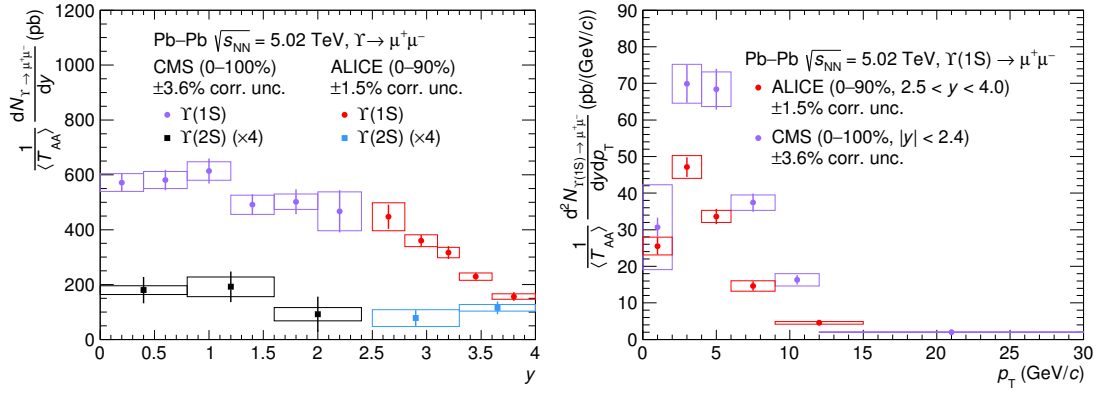 1200
1000
800
600
400
200
0
1/⟨T_AA⟩ dN_ϒ → μ⁺μ⁻/dy (pb)
Pb–Pb √s_NN = 5.02 TeV, ϒ → μ⁺μ⁻
CMS (0–100%) ALICE (0–90%)
±3.6% corr. unc. ±1.5% corr. unc.
ϒ(1S) ϒ(1S)
ϒ(2S) (×4) ϒ(2S) (×4)
0 0.5 1 1.5 2 2.5 3 3.5 4
y
90
80
70
60
50
40
30
20
10
0
1/⟨T_AA⟩ d²N_ϒ(1S) → μ⁺μ⁻/dydp_T (pb/(GeV/c))
Pb–Pb √s_NN = 5.02 TeV, ϒ(1S) → μ⁺μ⁻
ALICE (0–90%, 2.5 < y < 4.0)
±1.5% corr. unc.
CMS (0–100%, |y| < 2.4)
±3.6% corr. unc.
0 5 10 15 20 25 30
p_T (GeV/c)